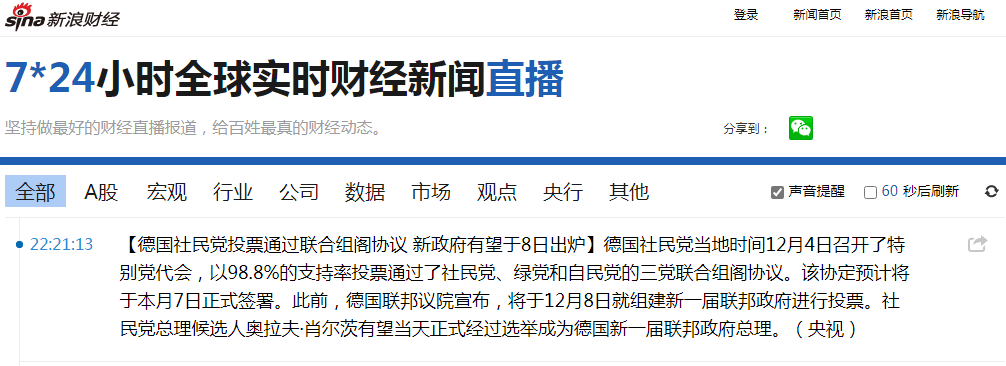 sina 新浪财经 登录 新闻首页 新浪首页 新浪导航
7*24小时全球实时财经新闻直播
坚持做最好的财经直播报道，给百姓最真的财经动态。 分享到：
全部 A股 宏观 行业 公司 数据 市场 观点 央行 其他 声音提醒 60 秒后刷新
22:21:13 【德国社民党投票通过联合组阁协议 新政府有望于8日出炉】德国社民党当地时间12月4日召开了特
别党代会，以98.8%的支持率投票通过了社民党、绿党和自民党的三党联合组阁协议。该协定预计将
于本月7日正式签署。此前，德国联邦议院宣布，将于12月8日就组建新一届联邦政府进行投票。社
民党总理候选人奥拉夫·肖尔茨有望当天正式经过选举成为德国新一届联邦政府总理。（央视）